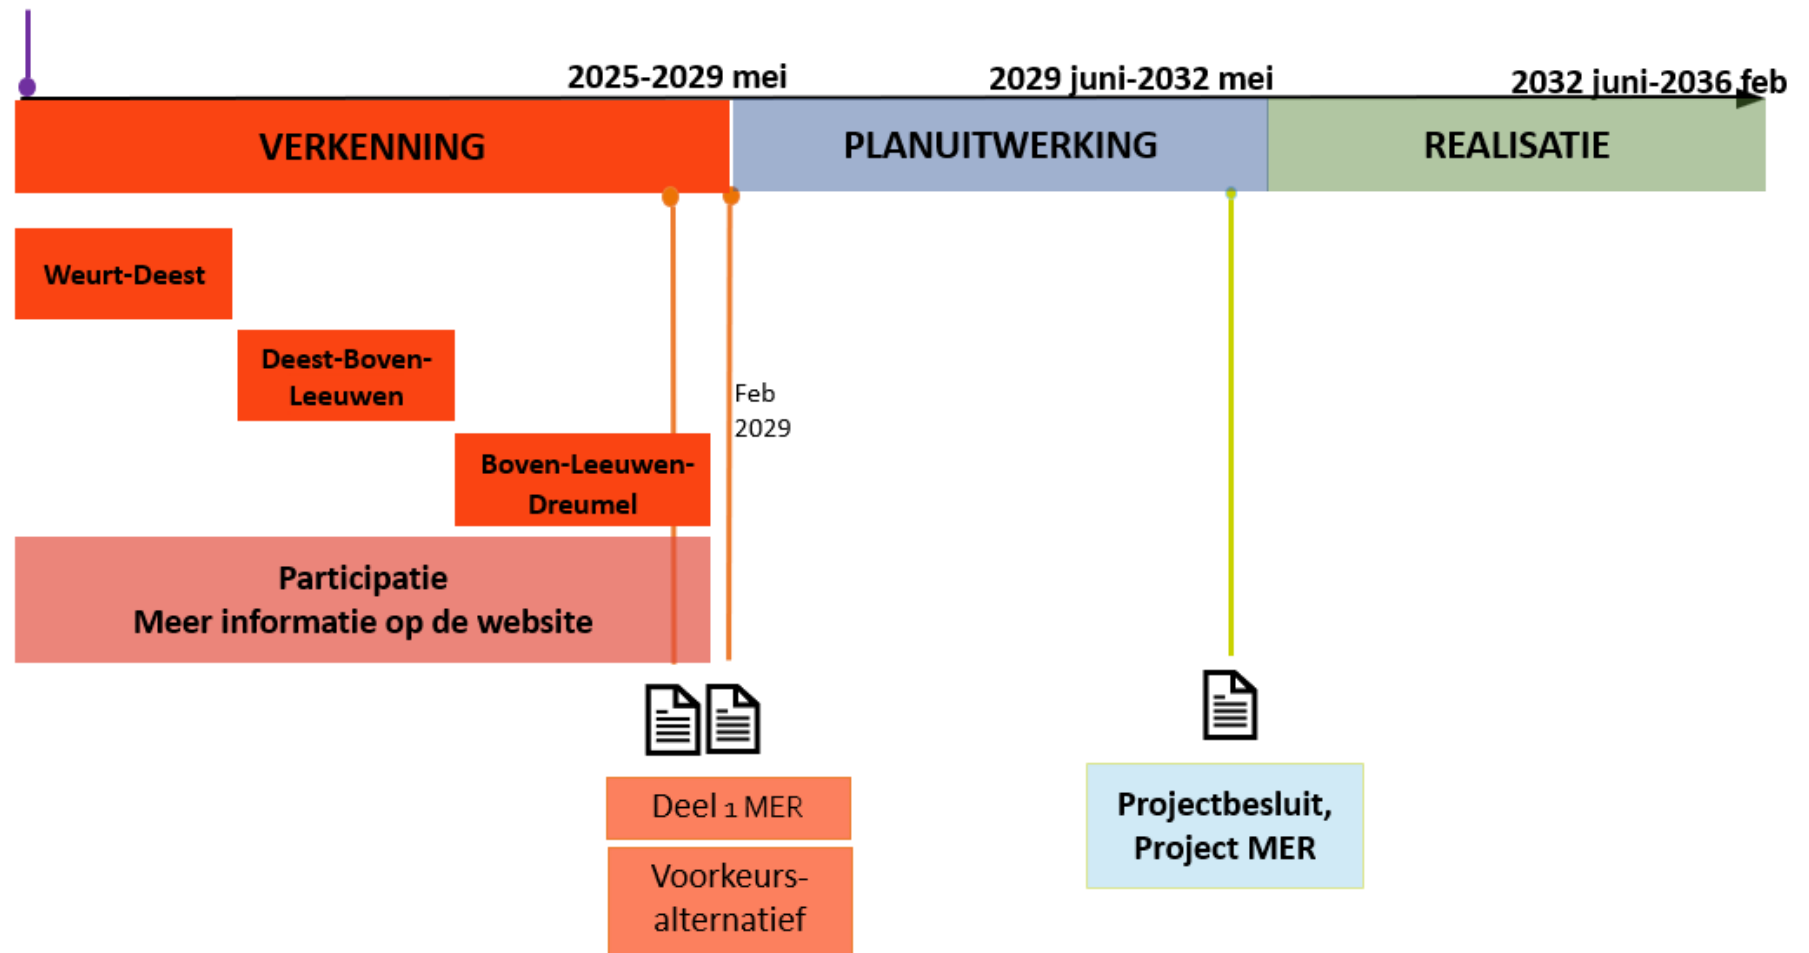 2025-2029 mei
2029 juni-2032 mei
2032 juni-2036 feb
VERKENNING
PLANUITWERKING
REALISATIE
Weurt-Deest
Deest-Boven-
Leeuwen
Feb
2029
Boven-Leeuwen-
Dreumel
Participatie
Meer informatie op de website
Deel 1 MER
Voorkeurs-
alternatief
Projectbesluit,
Project MER